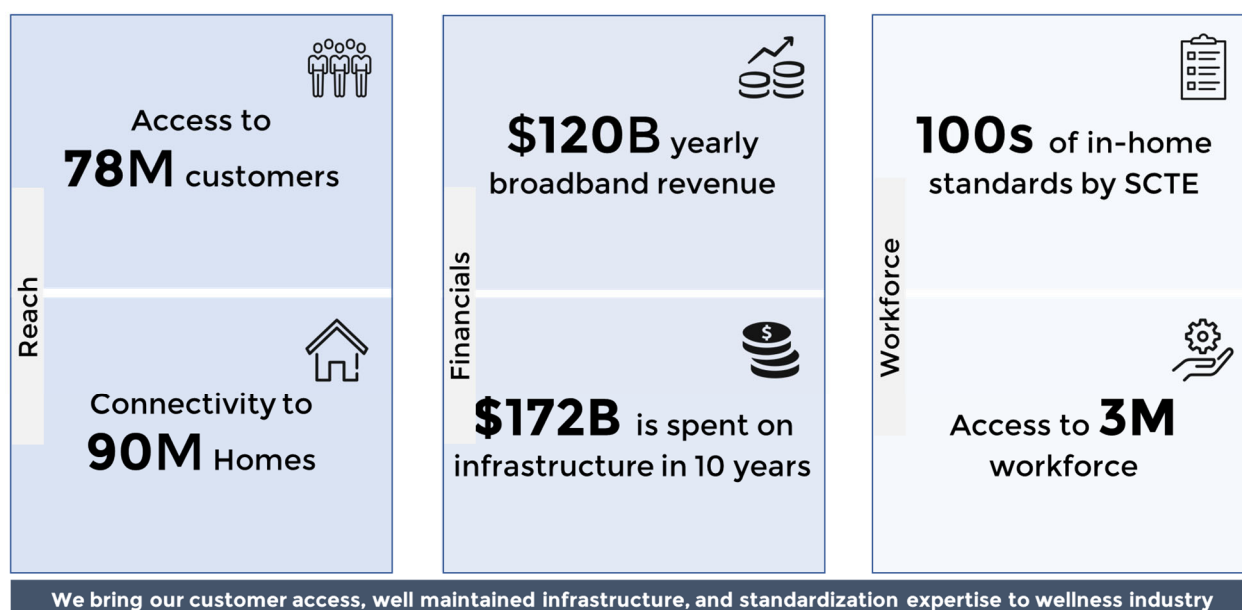 Access to
78M customers
Reach
Connectivity to
90M Homes
$120B yearly
broadband revenue
Financials
$
$172B is spent on
infrastructure in 10 years
100s of in-home
standards by SCTE
Workforce
Access to 3M
workforce
We bring our customer access, well maintained infrastructure, and standardization expertise to wellness industry